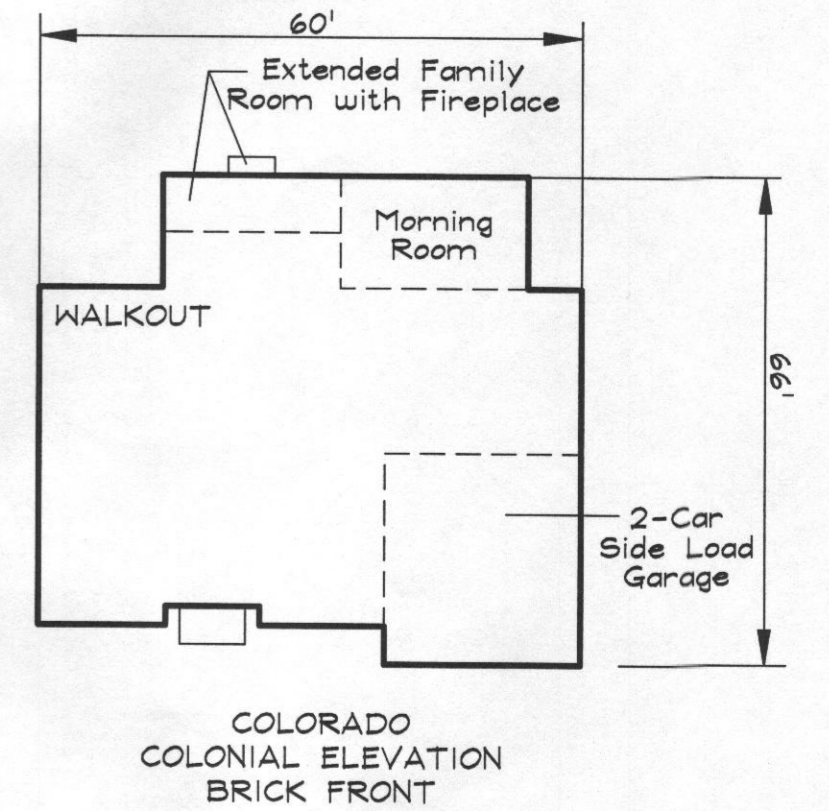 60'
Extended Family
Room with Fireplace
Morning
Room
WALKOUT
66'
2-Car
Side Load
Garage
COLORADO
COLONIAL ELEVATION
BRICK FRONT